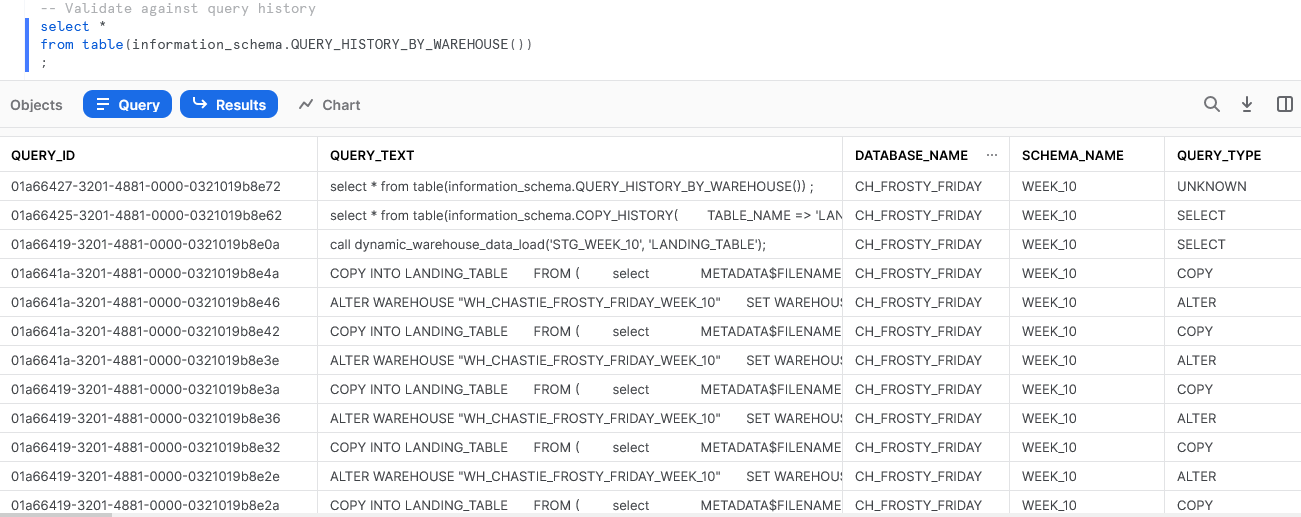 -- Validate against query history
select *
from table(information_schema.QUERY_HISTORY_BY_WAREHOUSE())
;
Objects Query Results Chart
QUERY_ID QUERY_TEXT DATABASE_NAME ... SCHEMA_NAME QUERY_TYPE
01a66427-3201-4881-0000-0321019b8e72 select * from table(information_schema.QUERY_HISTORY_BY_WAREHOUSE()) ; CH_FROSTY_FRIDAY WEEK_10 UNKNOWN
01a66425-3201-4881-0000-0321019b8e62 select * from table(information_schema.COPY_HISTORY( TABLE_NAME => 'LAN CH_FROSTY_FRIDAY WEEK_10 SELECT
01a66419-3201-4881-0000-0321019b8e0a call dynamic_warehouse_data_load('STG_WEEK_10', 'LANDING_TABLE'); CH_FROSTY_FRIDAY WEEK_10 SELECT
01a6641a-3201-4881-0000-0321019b8e4a COPY INTO LANDING_TABLE FROM ( select METADATA$FILENAME CH_FROSTY_FRIDAY WEEK_10 COPY
01a6641a-3201-4881-0000-0321019b8e46 ALTER WAREHOUSE "WH_CHASTIE_FROSTY_FRIDAY_WEEK_10" SET WAREHOUS CH_FROSTY_FRIDAY WEEK_10 ALTER
01a6641a-3201-4881-0000-0321019b8e42 COPY INTO LANDING_TABLE FROM ( select METADATA$FILENAME CH_FROSTY_FRIDAY WEEK_10 COPY
01a6641a-3201-4881-0000-0321019b8e3e ALTER WAREHOUSE "WH_CHASTIE_FROSTY_FRIDAY_WEEK_10" SET WAREHOUS CH_FROSTY_FRIDAY WEEK_10 ALTER
01a66419-3201-4881-0000-0321019b8e3a COPY INTO LANDING_TABLE FROM ( select METADATA$FILENAME CH_FROSTY_FRIDAY WEEK_10 COPY
01a66419-3201-4881-0000-0321019b8e36 ALTER WAREHOUSE "WH_CHASTIE_FROSTY_FRIDAY_WEEK_10" SET WAREHOUS CH_FROSTY_FRIDAY WEEK_10 ALTER
01a66419-3201-4881-0000-0321019b8e32 COPY INTO LANDING_TABLE FROM ( select METADATA$FILENAME CH_FROSTY_FRIDAY WEEK_10 COPY
01a66419-3201-4881-0000-0321019b8e2e ALTER WAREHOUSE "WH_CHASTIE_FROSTY_FRIDAY_WEEK_10" SET WAREHOUS CH_FROSTY_FRIDAY WEEK_10 ALTER
01a66419-3201-4881-0000-0321019b8e2a COPY INTO LANDING_TABLE FROM ( select METADATA$FILENAME CH_FROSTY_FRIDAY WEEK_10 COPY